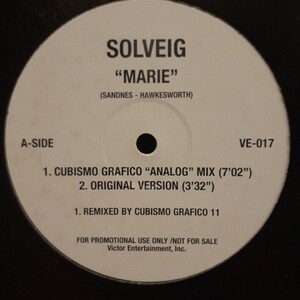 SOLVEIG
“MARIE”
(SANDNES - HAWKESWORTH)
A-SIDE VE-017
1. CUBISMO GRAFICO “ANALOG” MIX (7'02”)
2. ORIGINAL VERSION (3'32”)
1. REMIXED BY CUBISMO GRAFICO 11
FOR PROMOTIONAL USE ONLY /NOT FOR SALE
Victor Entertainment, Inc.